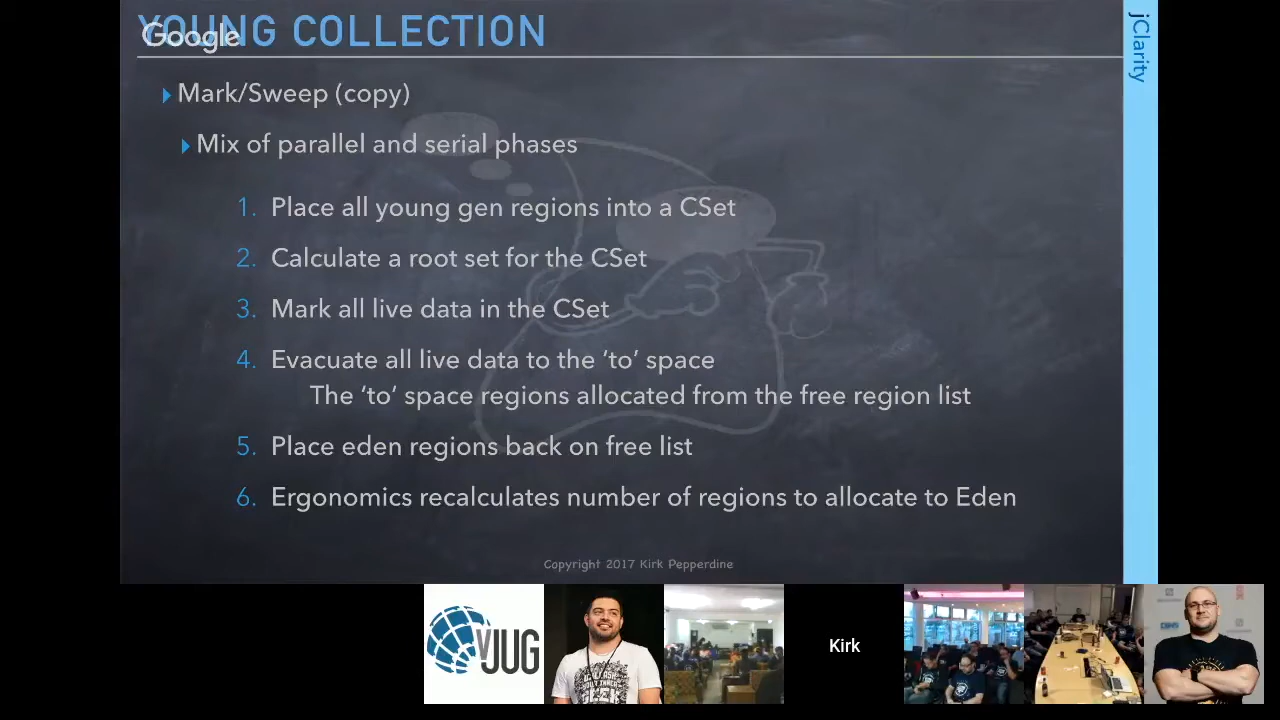 YOUNG COLLECTION
Google
jClarity
Mark/Sweep (copy)
Mix of parallel and serial phases
1. Place all young gen regions into a CSet
2. Calculate a root set for the CSet
3. Mark all live data in the CSet
4. Evacuate all live data to the ‘to’ space
The ‘to’ space regions allocated from the free region list
5. Place eden regions back on free list
6. Ergonomics recalculates number of regions to allocate to Eden
Copyright 2017 Kirk Pepperdine
vJUG
Kirk